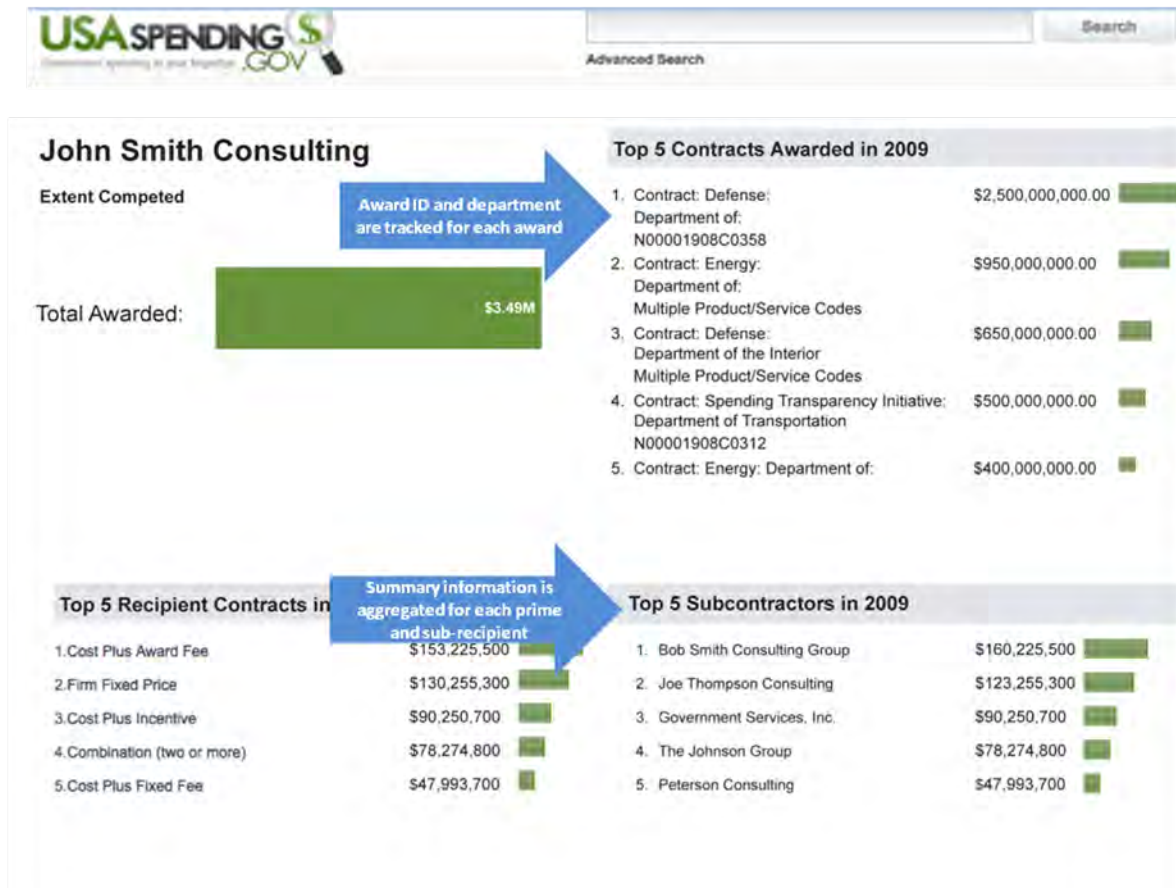 USASPENDING
.GOV
Search
Advanced Search
John Smith Consulting
Extent Competed
Award ID and department
are tracked for each award
Total Awarded:
$3.49M
Top 5 Contracts Awarded in 2009
1. Contract: Defense: $2,500,000,000.00
Department of:
N00001908C0358
2. Contract: Energy: $950,000,000.00
Department of:
Multiple Product/Service Codes
3. Contract: Defense: $650,000,000.00
Department of the Interior
Multiple Product/Service Codes
4. Contract: Spending Transparency Initiative: $500,000,000.00
Department of Transportation
N00001908C0312
5. Contract: Energy: Department of: $400,000,000.00
Top 5 Recipient Contracts in
Summary information is
aggregated for each prime
and sub-recipient
1.Cost Plus Award Fee $153,225,500
2.Firm Fixed Price $130,255,300
3.Cost Plus Incentive $90,250,700
4.Combination (two or more) $78,274,800
5.Cost Plus Fixed Fee $47,993,700
Top 5 Subcontractors in 2009
1. Bob Smith Consulting Group $160,225,500
2. Joe Thompson Consulting $123,255,300
3. Government Services, Inc. $90,250,700
4. The Johnson Group $78,274,800
5. Peterson Consulting $47,993,700